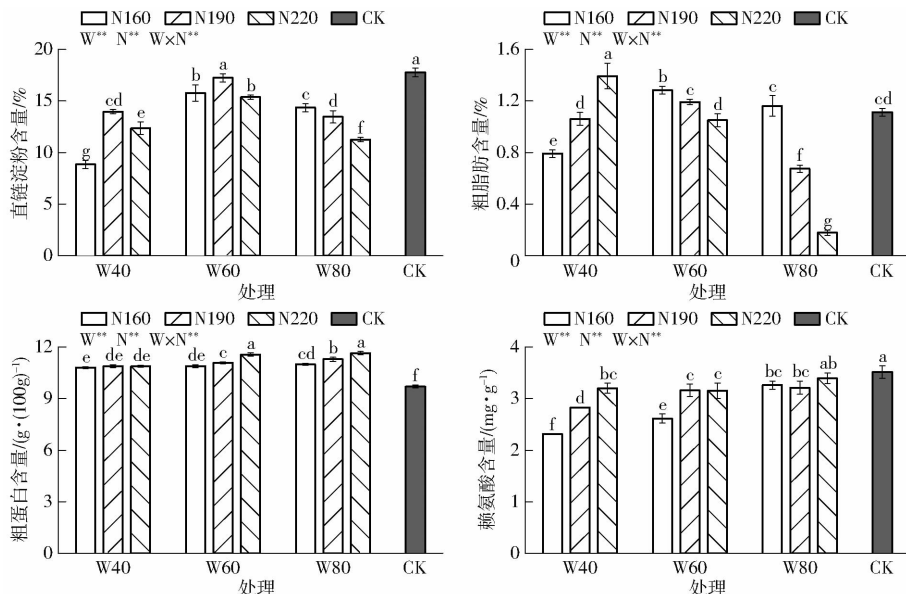 N160 N190 N220 CK
W** N** W×N**
20
15
10
5
0
直链淀粉含量/%
g cd e b a b c d f a
W40 W60 W80 CK
处理
N160 N190 N220 CK
W** N** W×N**
1.6
1.2
0.8
0.4
0
粗脂肪含量/%
e d a b c d c f g cd
W40 W60 W80 CK
处理
N160 N190 N220 CK
W** N** W×N**
12
9
6
3
0
粗蛋白含量/(g·(100g)⁻¹)
e de de de c a cd b a f
W40 W60 W80 CK
处理
N160 N190 N220 CK
W** N** W×N**
4
3
2
1
0
赖氨酸含量/(mg·g⁻¹)
f d bc e c c bc bc ab a
W40 W60 W80 CK
处理